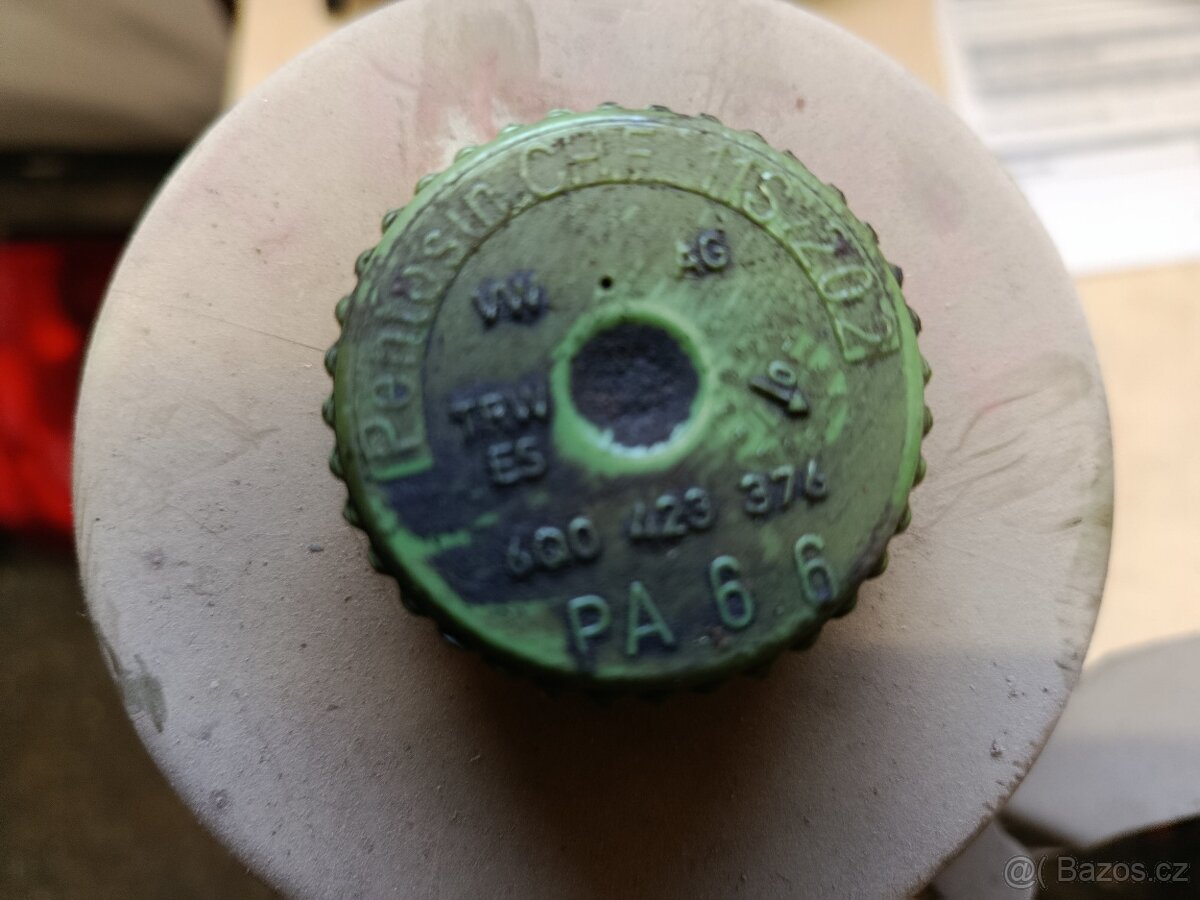 Pentosin CHF 11S 202
VW AG
TRW
ES
6Q0 423 376
PA 6.6
@( Bazos.cz